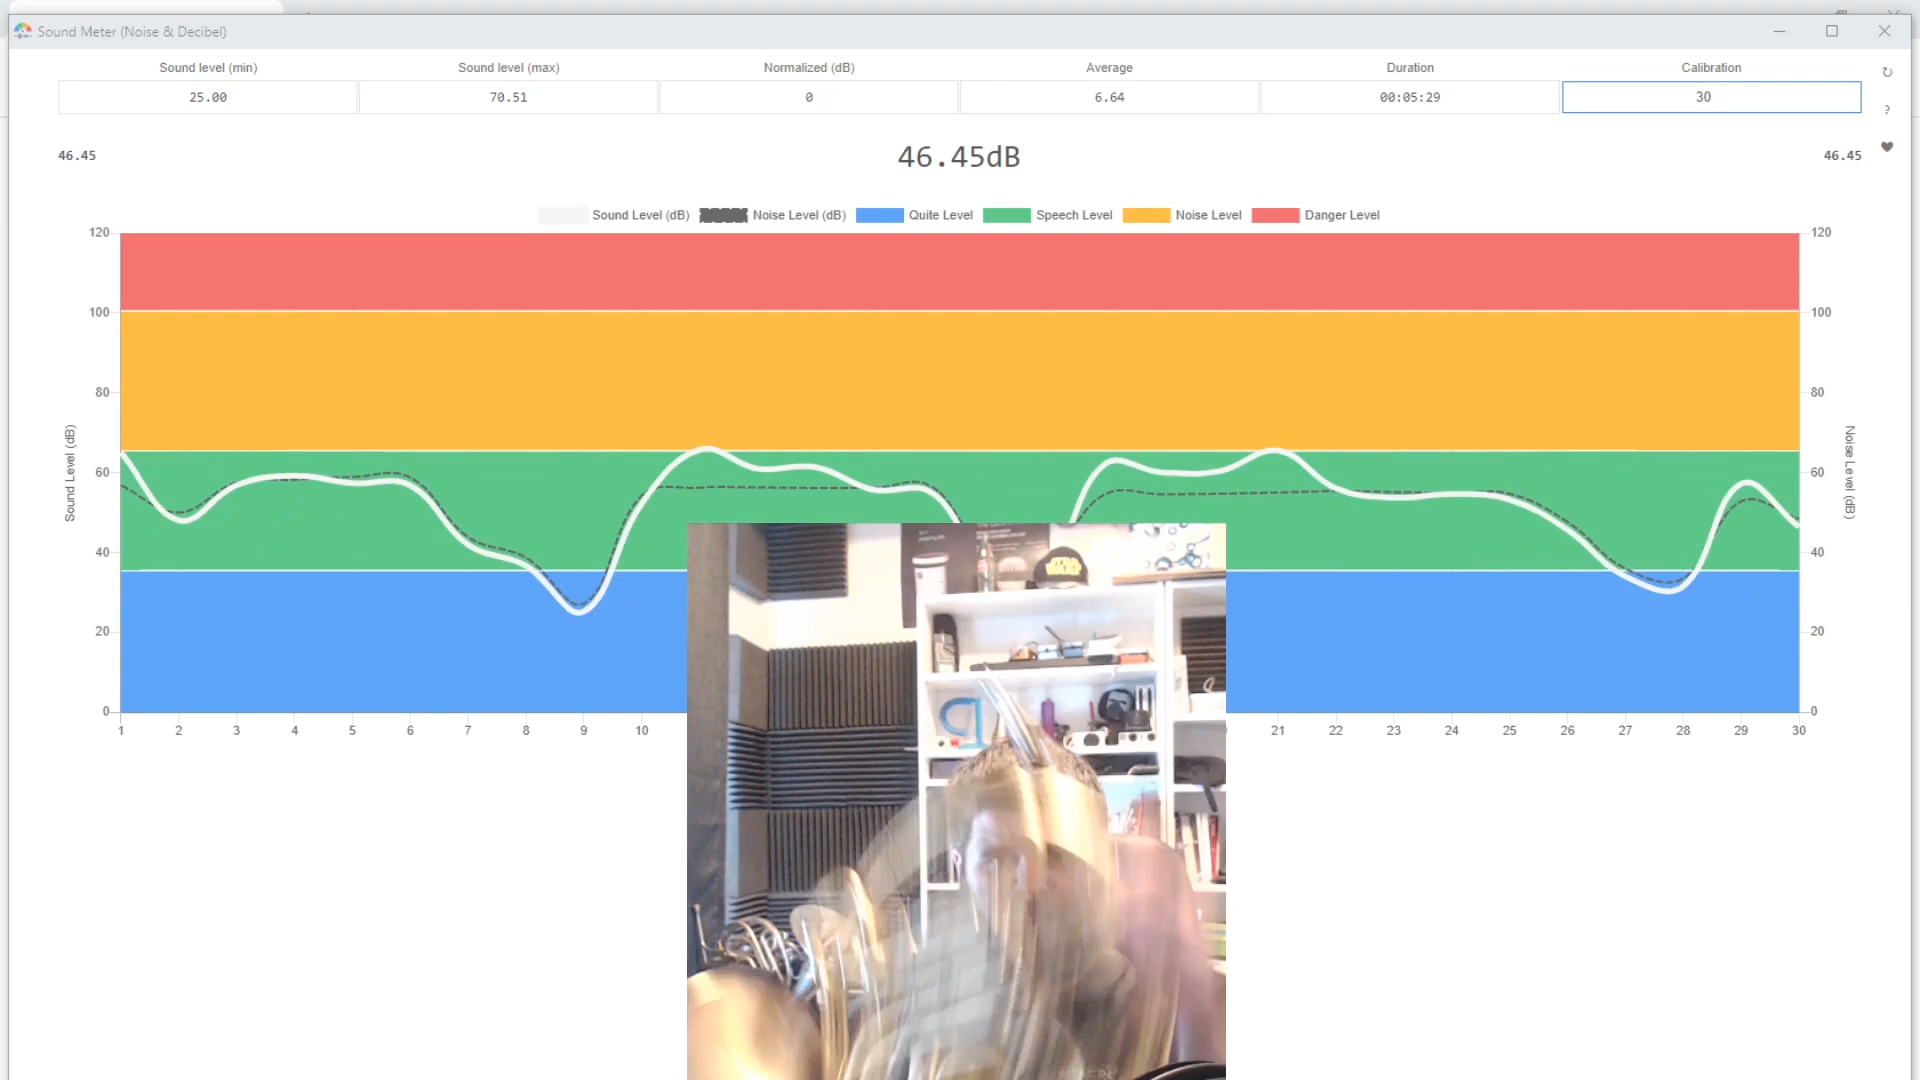 Sound Meter (Noise & Decibel)
Sound level (min) Sound level (max) Normalized (dB) Average Duration Calibration
25.00 70.51 0 6.64 00:05:29 30
?
46.45 46.45dB 46.45
Sound Level (dB) Noise Level (dB) Quite Level Speech Level Noise Level Danger Level
120 120
100 100
80 80
60 60
40 40
20 20
0 0
Sound Level (dB)
Noise Level (dB)
1 2 3 4 5 6 7 8 9 10 21 22 23 24 25 26 27 28 29 30
STAR WARS